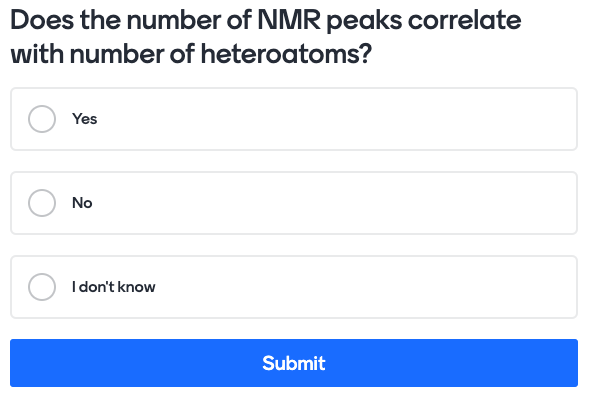 Does the number of NMR peaks correlate
with number of heteroatoms?
Yes
No
I don't know
Submit